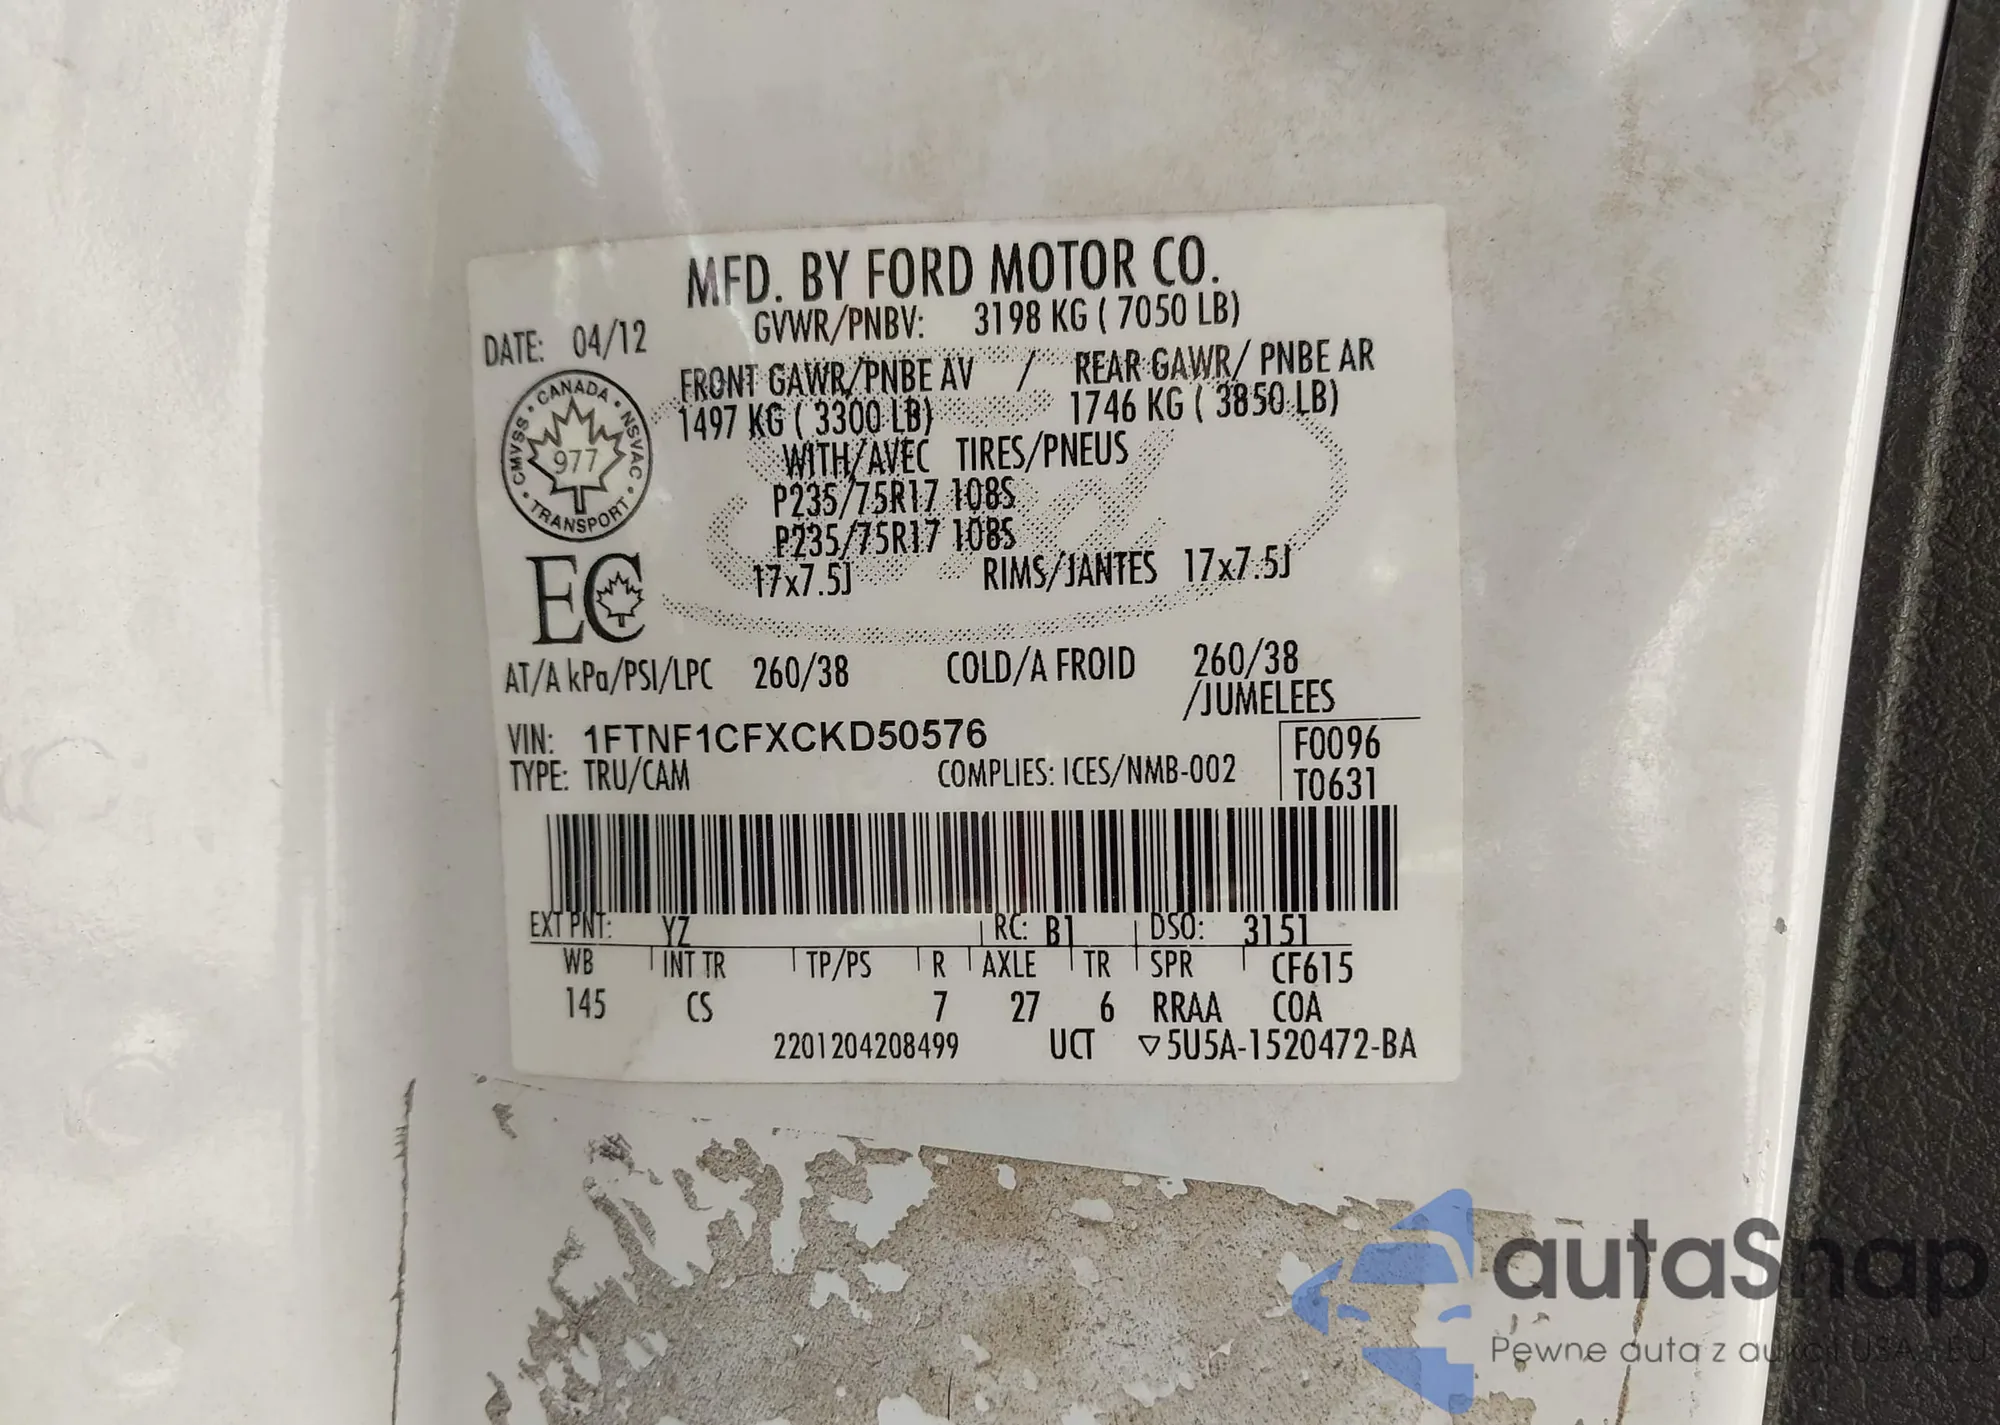 MFD. BY FORD MOTOR CO.
DATE: 04/12
GVWR/PNBV: 3198 KG ( 7050 LB)
FRONT GAWR/PNBE AV / REAR GAWR/ PNBE AR
1497 KG ( 3300 LB) 1746 KG ( 3850 LB)
WITH/AVEC TIRES/PNEUS
P235/75R17 108S
P235/75R17 108S
17x7.5J RIMS/JANTES 17x7.5J
CANADA • NSVAC • TRANSPORT • CMVSS •
977
EC
AT/A kPa/PSI/LPC 260/38 COLD/A FROID 260/38
/JUMELEES
VIN: 1FTNF1CFXCKD50576
F0096
TYPE: TRU/CAM COMPLIES: ICES/NMB-002
T0631
EXT PNT: YZ RC: B1 DSO: 3151
WB INT TR TP/PS R AXLE TR SPR CF615
145 CS 7 27 6 RRAA COA
2201204208499 UCT ▽5U5A-1520472-BA
autaSnap
Pewne auta z aukcji USA i EU